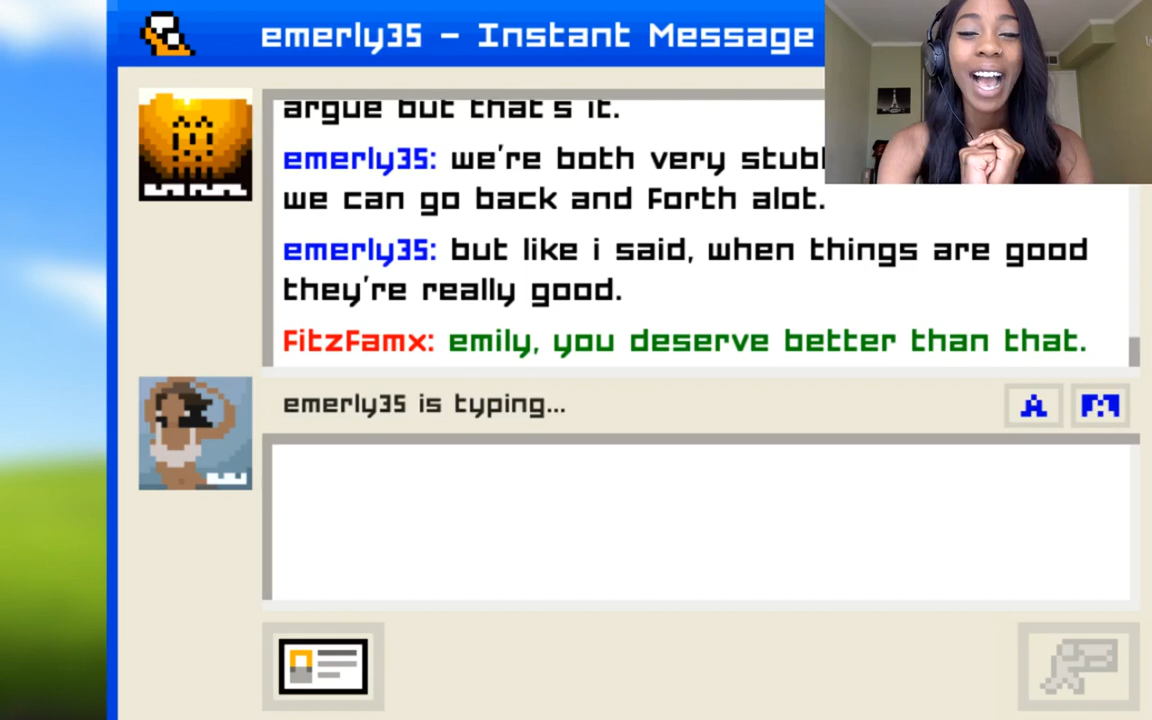 emerly35 - Instant Message
argue but that's it.
emerly35: we're both very
we can go back and forth alot.
emerly35: but like i said, when things are good
they're really good.
FitzFamx: emily, you deserve better than that.
emerly35 is typing...
A